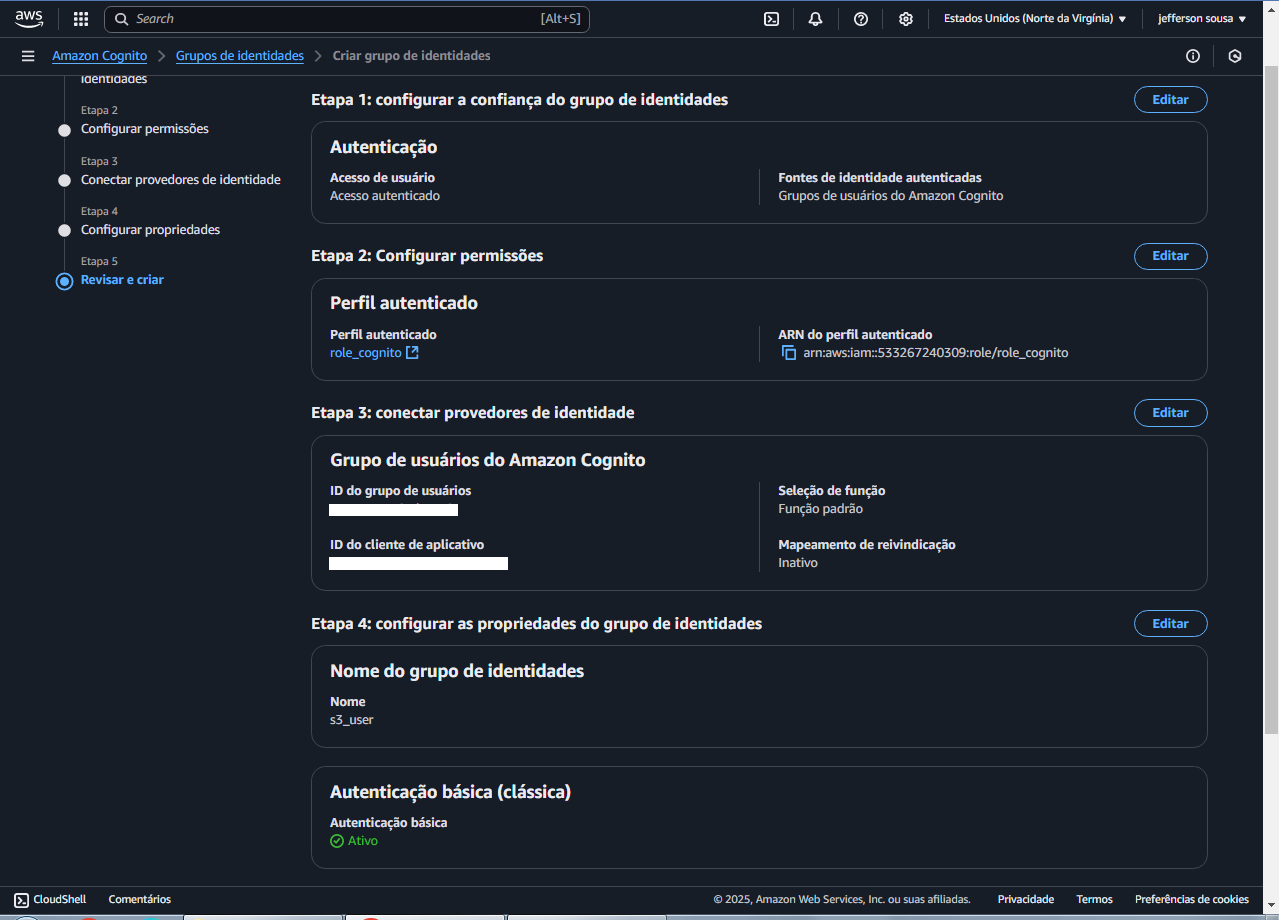 aws
Search [Alt+S]
Estados Unidos (Norte da Virgínia)
jefferson sousa
Amazon Cognito
Grupos de identidades
Criar grupo de identidades
identidades
Etapa 2
Configurar permissões
Etapa 3
Conectar provedores de identidade
Etapa 4
Configurar propriedades
Etapa 5
Revisar e criar
Etapa 1: configurar a confiança do grupo de identidades
Editar
Autenticação
Acesso de usuário
Acesso autenticado
Fontes de identidade autenticadas
Grupos de usuários do Amazon Cognito
Etapa 2: Configurar permissões
Editar
Perfil autenticado
Perfil autenticado
role_cognito
ARN do perfil autenticado
arn:aws:iam::533267240309:role/role_cognito
Etapa 3: conectar provedores de identidade
Editar
Grupo de usuários do Amazon Cognito
ID do grupo de usuários
Seleção de função
Função padrão
ID do cliente de aplicativo
Mapeamento de reivindicação
Inativo
Etapa 4: configurar as propriedades do grupo de identidades
Editar
Nome do grupo de identidades
Nome
s3_user
Autenticação básica (clássica)
Autenticação básica
Ativo
CloudShell
Comentários
© 2025, Amazon Web Services, Inc. ou suas afiliadas.
Privacidade
Termos
Preferências de cookies